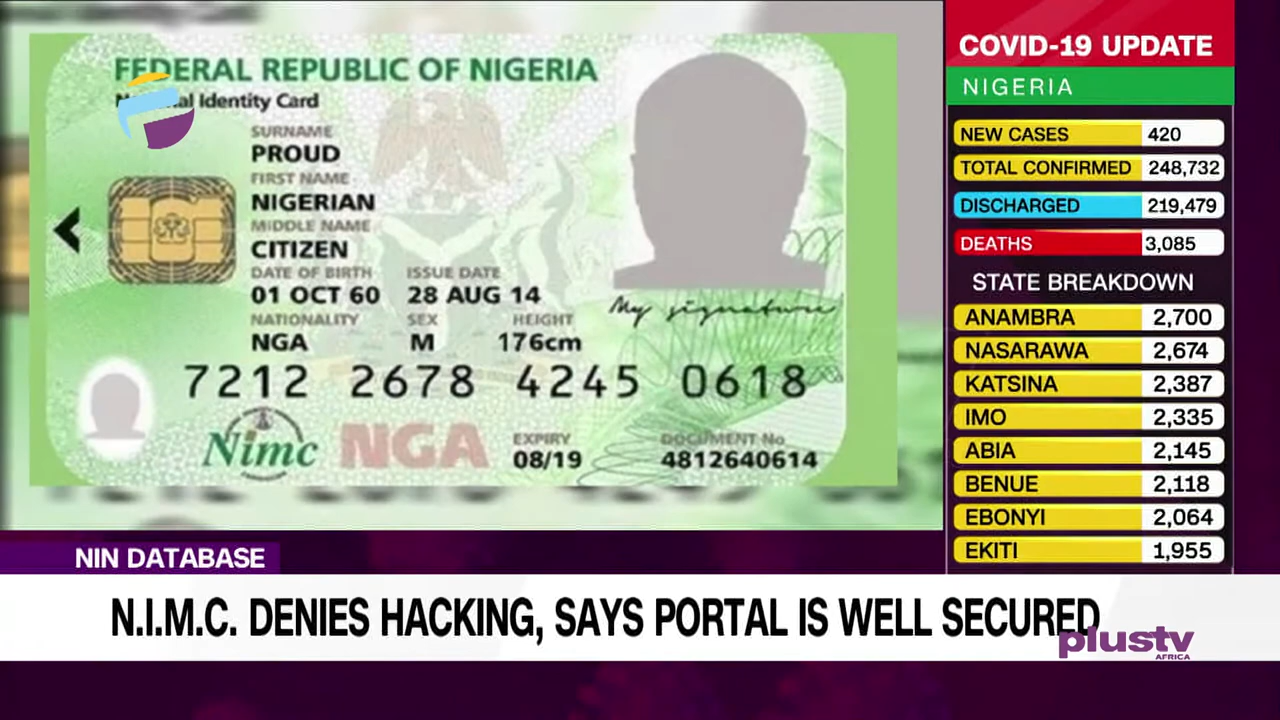 FEDERAL REPUBLIC OF NIGERIA
Identity Card
SURNAME
PROUD
FIRST NAME
NIGERIAN
MIDDLE NAME
CITIZEN
DATE OF BIRTH ISSUE DATE
01 OCT 60 28 AUG 14
NATIONALITY SEX HEIGHT
NGA M 176cm
My signature
7212 2678 4245 0618
Nimc NGA
EXPIRY DOCUMENT No
08/19 4812640614
COVID-19 UPDATE
NIGERIA
NEW CASES 420
TOTAL CONFIRMED 248,732
DISCHARGED 219,479
DEATHS 3,085
STATE BREAKDOWN
ANAMBRA 2,700
NASARAWA 2,674
KATSINA 2,387
IMO 2,335
ABIA 2,145
BENUE 2,118
EBONYI 2,064
EKITI 1,955
NIN DATABASE
N.I.M.C. DENIES HACKING, SAYS PORTAL IS WELL SECURED
plustv
AFRICA